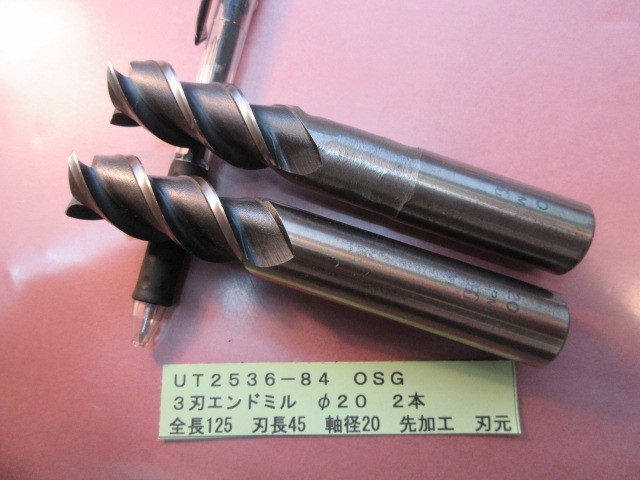 UT2536-84 OSG
3刃エンドミル φ20 2本
全長125 刃長45 軸径20 先加工 刃元